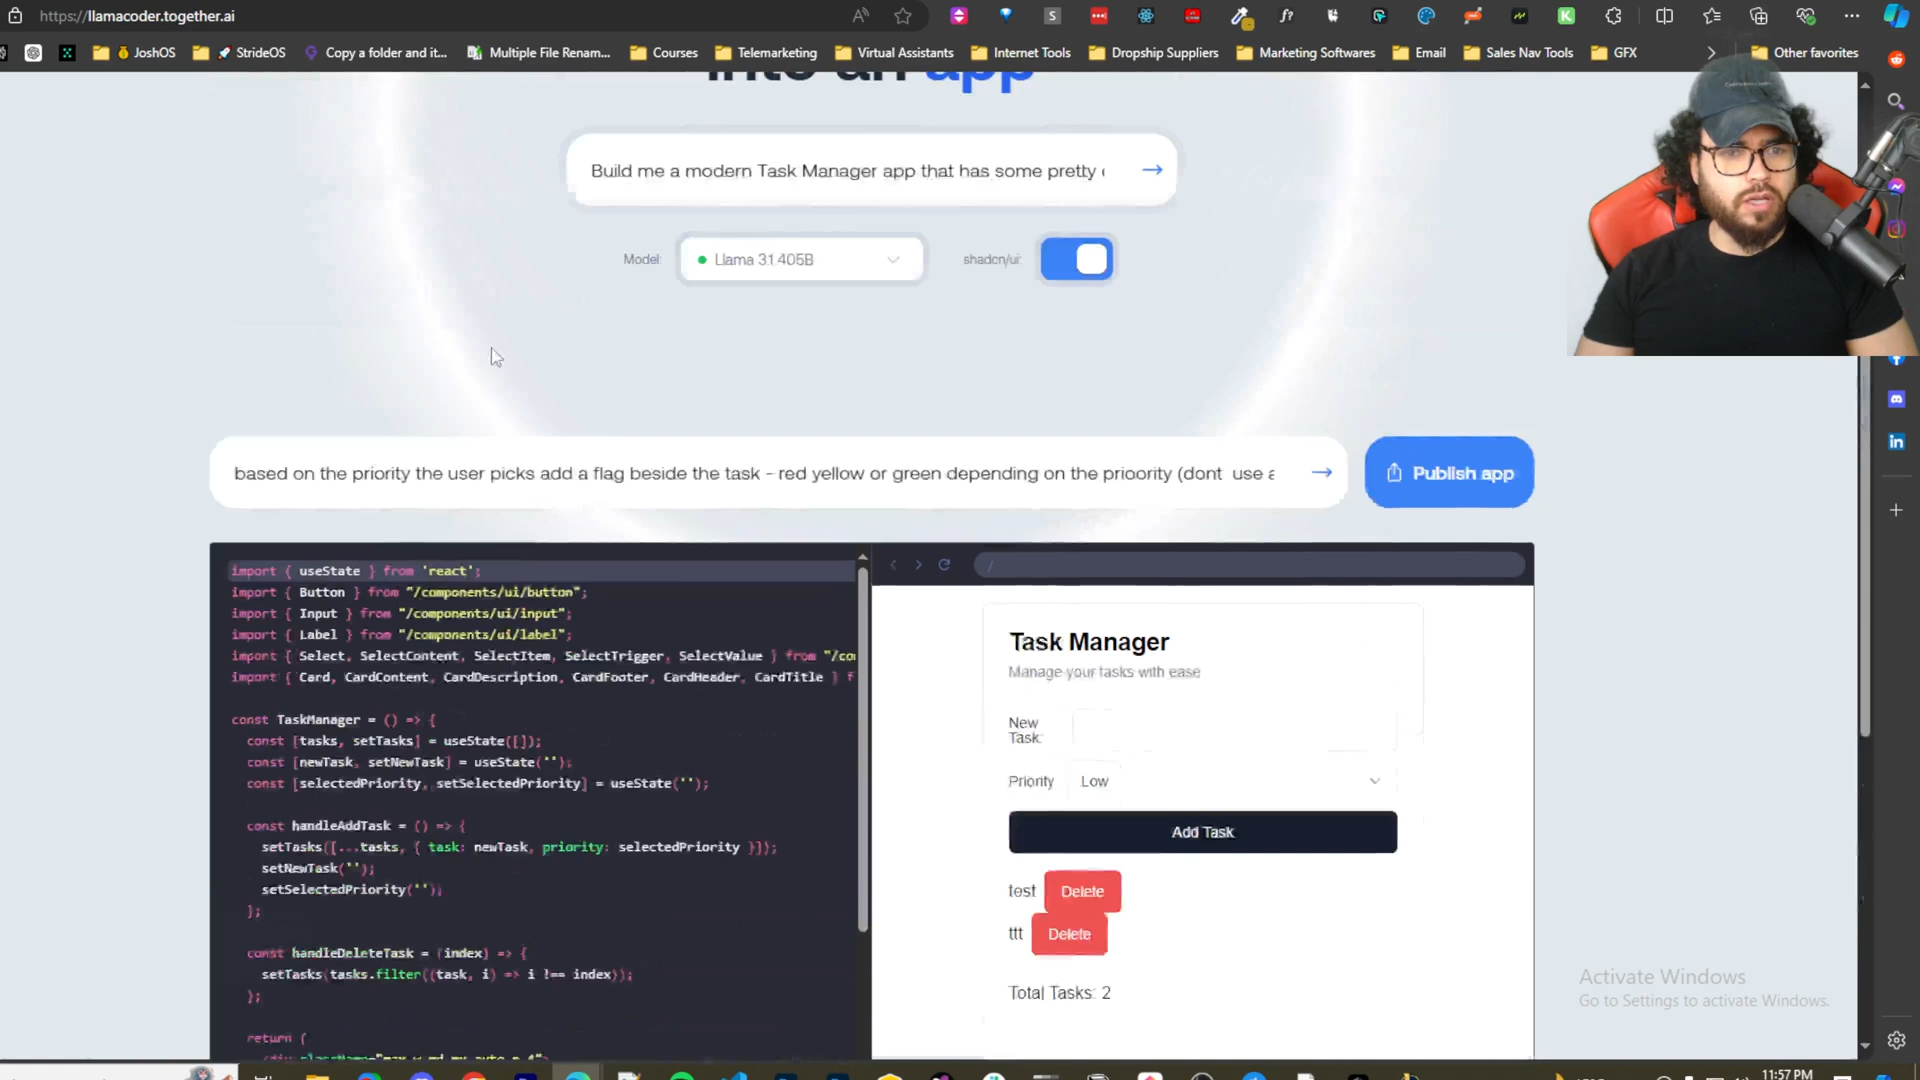 https://llamacoder.together.ai
JoshOS StrideOS Copy a folder and it... Multiple File Renam... Courses Telemarketing Virtual Assistants Internet Tools Dropship Suppliers Marketing Softwares Email Sales Nav Tools GFX Other favorites
into an app
Build me a modern Task Manager app that has some pretty
Model: Llama 3.1 405B shadcn/ui:
based on the priority the user picks add a flag beside the task - red yellow or green depending on the prioority (dont use a
Publish app
import { useState } from 'react';
import { Button } from "/components/ui/button";
import { Input } from "/components/ui/input";
import { Label } from "/components/ui/label";
import { Select, SelectContent, SelectItem, SelectTrigger, SelectValue } from "/co
import { Card, CardContent, CardDescription, CardFooter, CardHeader, CardTitle } f
const TaskManager = () => {
const [tasks, setTasks] = useState([]);
const [newTask, setNewTask] = useState('');
const [selectedPriority, setSelectedPriority] = useState('');
const handleAddTask = () => {
setTasks([...tasks, { task: newTask, priority: selectedPriority }]);
setNewTask('');
setSelectedPriority('');
};
const handleDeleteTask = (index) => {
setTasks(tasks.filter((task, i) => i !== index));
};
return (
/
Task Manager
Manage your tasks with ease
New
Task:
Priority Low
Add Task
test Delete
ttt Delete
Total Tasks: 2
Activate Windows
Go to Settings to activate Windows.
11:57 PM